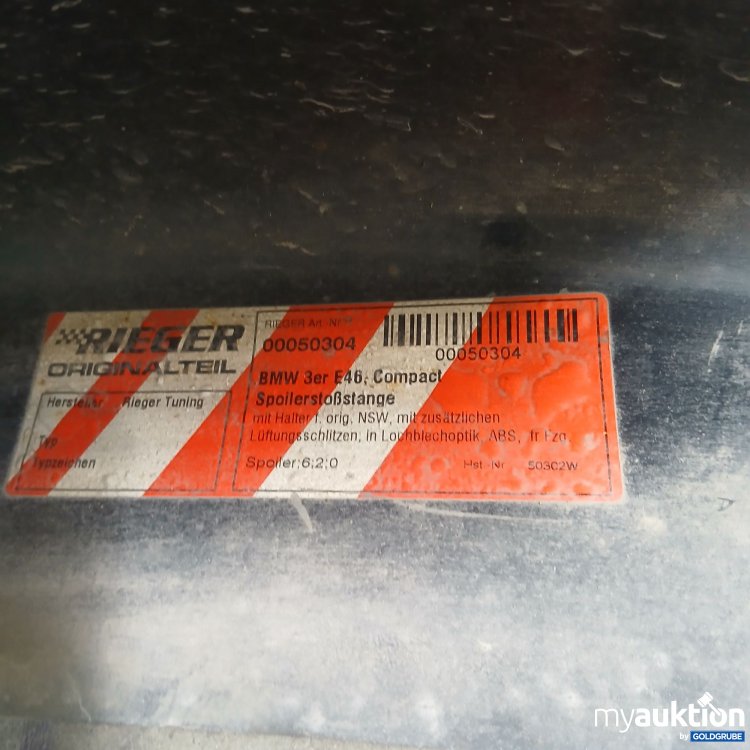 RIEGER
ORIGINALTEIL
Hersteller Rieger Tuning
Typ
Typzeichen
RIEGER Art.-Nr.
00050304
00050304
BMW 3er E46, Compact
Spoilerstoßstange
mit Halter f. orig. NSW, mit zusätzlichen
Lüftungsschlitzen, in Lochblechoptik, ABS, fr Fzg.
Spoiler;6;2;0
Hst.-Nr. 503C2W
myauktion
by GOLDGRUBE